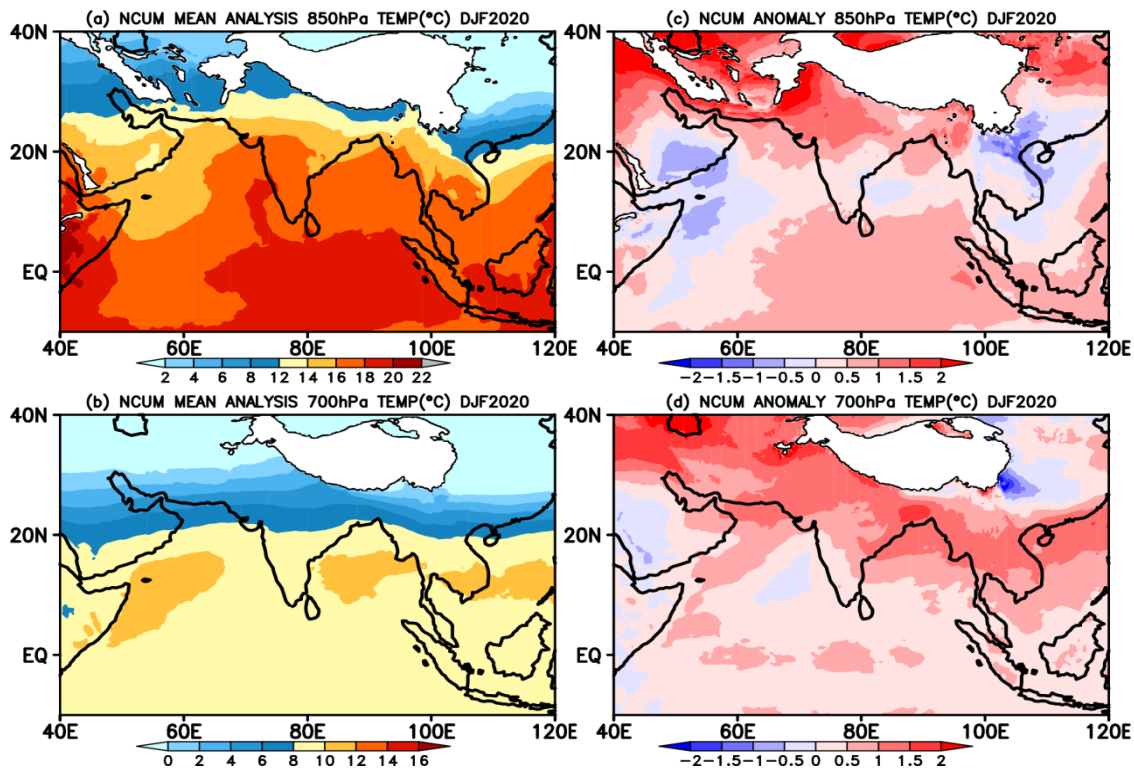 (a) NCUM MEAN ANALYSIS 850hPa TEMP(°C) DJF2020
40N
20N
EQ
40E 60E 80E 100E 120E
2 4 6 8 12 14 16 18 20 22
(c) NCUM ANOMALY 850hPa TEMP(°C) DJF2020
40N
20N
EQ
40E 60E 80E 100E 120E
-2 -1.5 -1 -0.5 0 0.5 1 1.5 2
(b) NCUM MEAN ANALYSIS 700hPa TEMP(°C) DJF2020
40N
20N
EQ
40E 60E 80E 100E 120E
0 2 4 6 8 10 12 14 16
(d) NCUM ANOMALY 700hPa TEMP(°C) DJF2020
40N
20N
EQ
40E 60E 80E 100E 120E
-2 -1.5 -1 -0.5 0 0.5 1 1.5 2